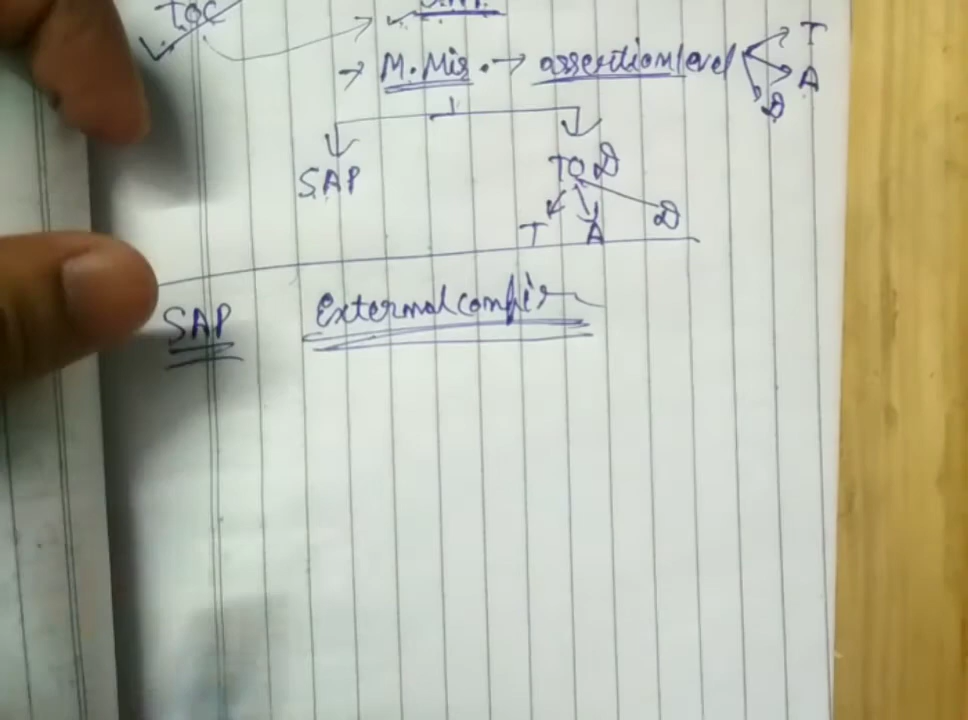 TOC
→ M.Mis. → assertion level T
A
D
SAP TOD
T A D
SAP External confir